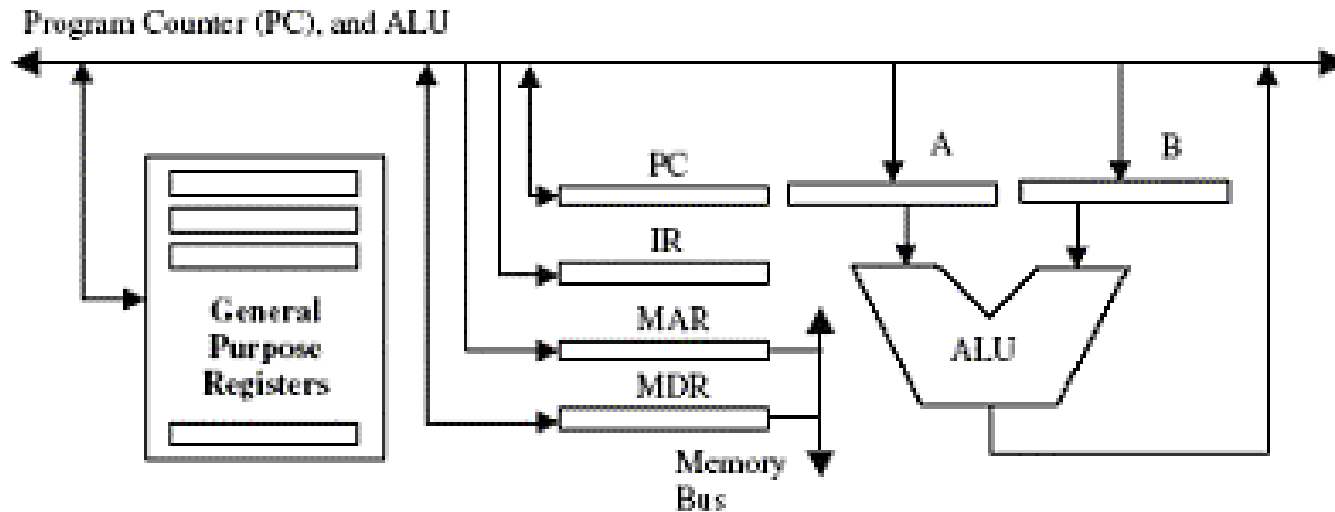 Program Counter (PC), and ALU
A
B
PC
IR
General
Purpose
Registers
MAR
ALU
MDR
Memory
Bus